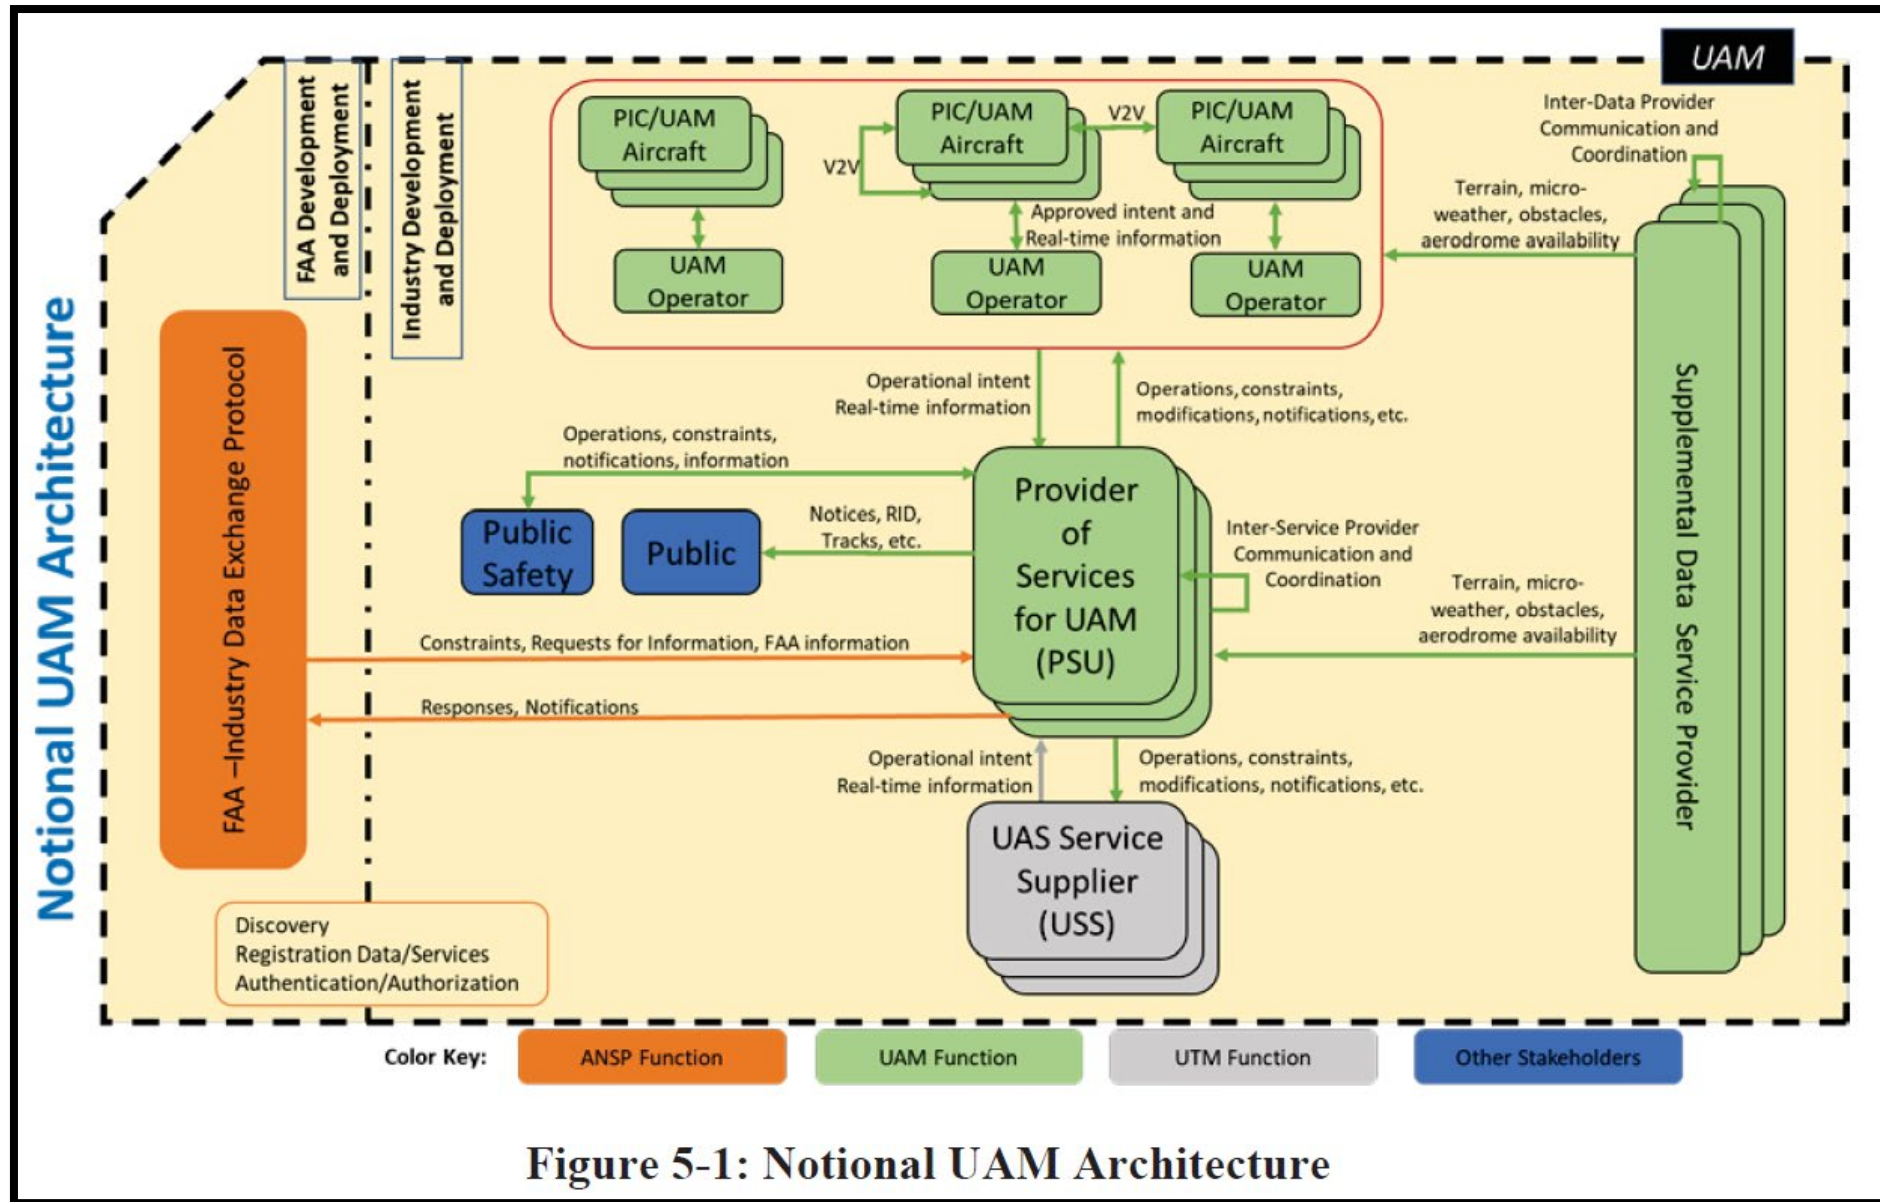 UAM
Notional UAM Architecture
FAA Development
and Deployment
Industry Development
and Deployment
PIC/UAM
Aircraft
V2V
PIC/UAM
Aircraft
V2V
PIC/UAM
Aircraft
Approved intent and
Real-time information
UAM
Operator
UAM
Operator
UAM
Operator
Inter-Data Provider
Communication and
Coordination
Terrain, micro-
weather, obstacles,
aerodrome availability
Supplemental Data Service Provider
FAA –Industry Data Exchange Protocol
Operational intent
Real-time information
Operations, constraints,
modifications, notifications, etc.
Operations, constraints,
notifications, information
Public
Safety
Public
Notices, RID,
Tracks, etc.
Provider
of
Services
for UAM
(PSU)
Inter-Service Provider
Communication and
Coordination
Terrain, micro-
weather, obstacles,
aerodrome availability
Constraints, Requests for Information, FAA information
Responses, Notifications
Operational intent
Real-time information
Operations, constraints,
modifications, notifications, etc.
UAS Service
Supplier
(USS)
Discovery
Registration Data/Services
Authentication/Authorization
Color Key:
ANSP Function
UAM Function
UTM Function
Other Stakeholders
Figure 5-1: Notional UAM Architecture